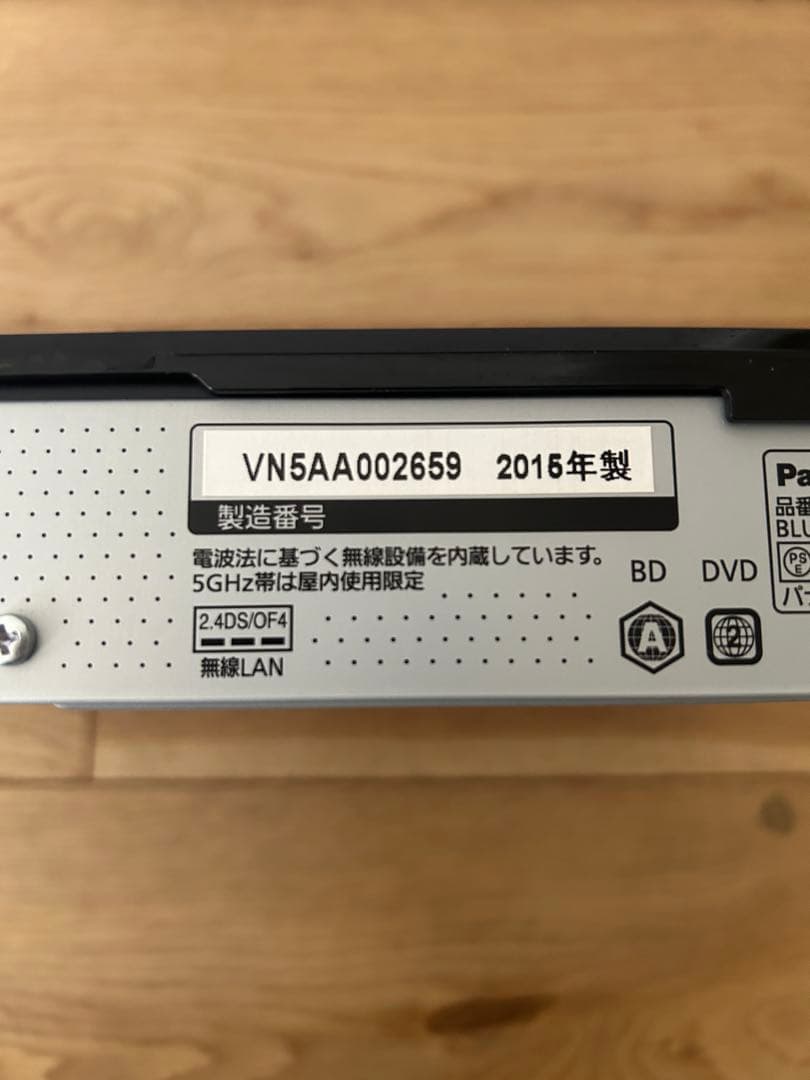 VN5AA002659 2015年製
製造番号
電波法に基づく無線設備を内蔵しています。
5GHz帯は屋内使用限定
2.4DS/OF4
無線LAN
BD
DVD
A
2
Pa
品番
BLU
PS
E
パナ